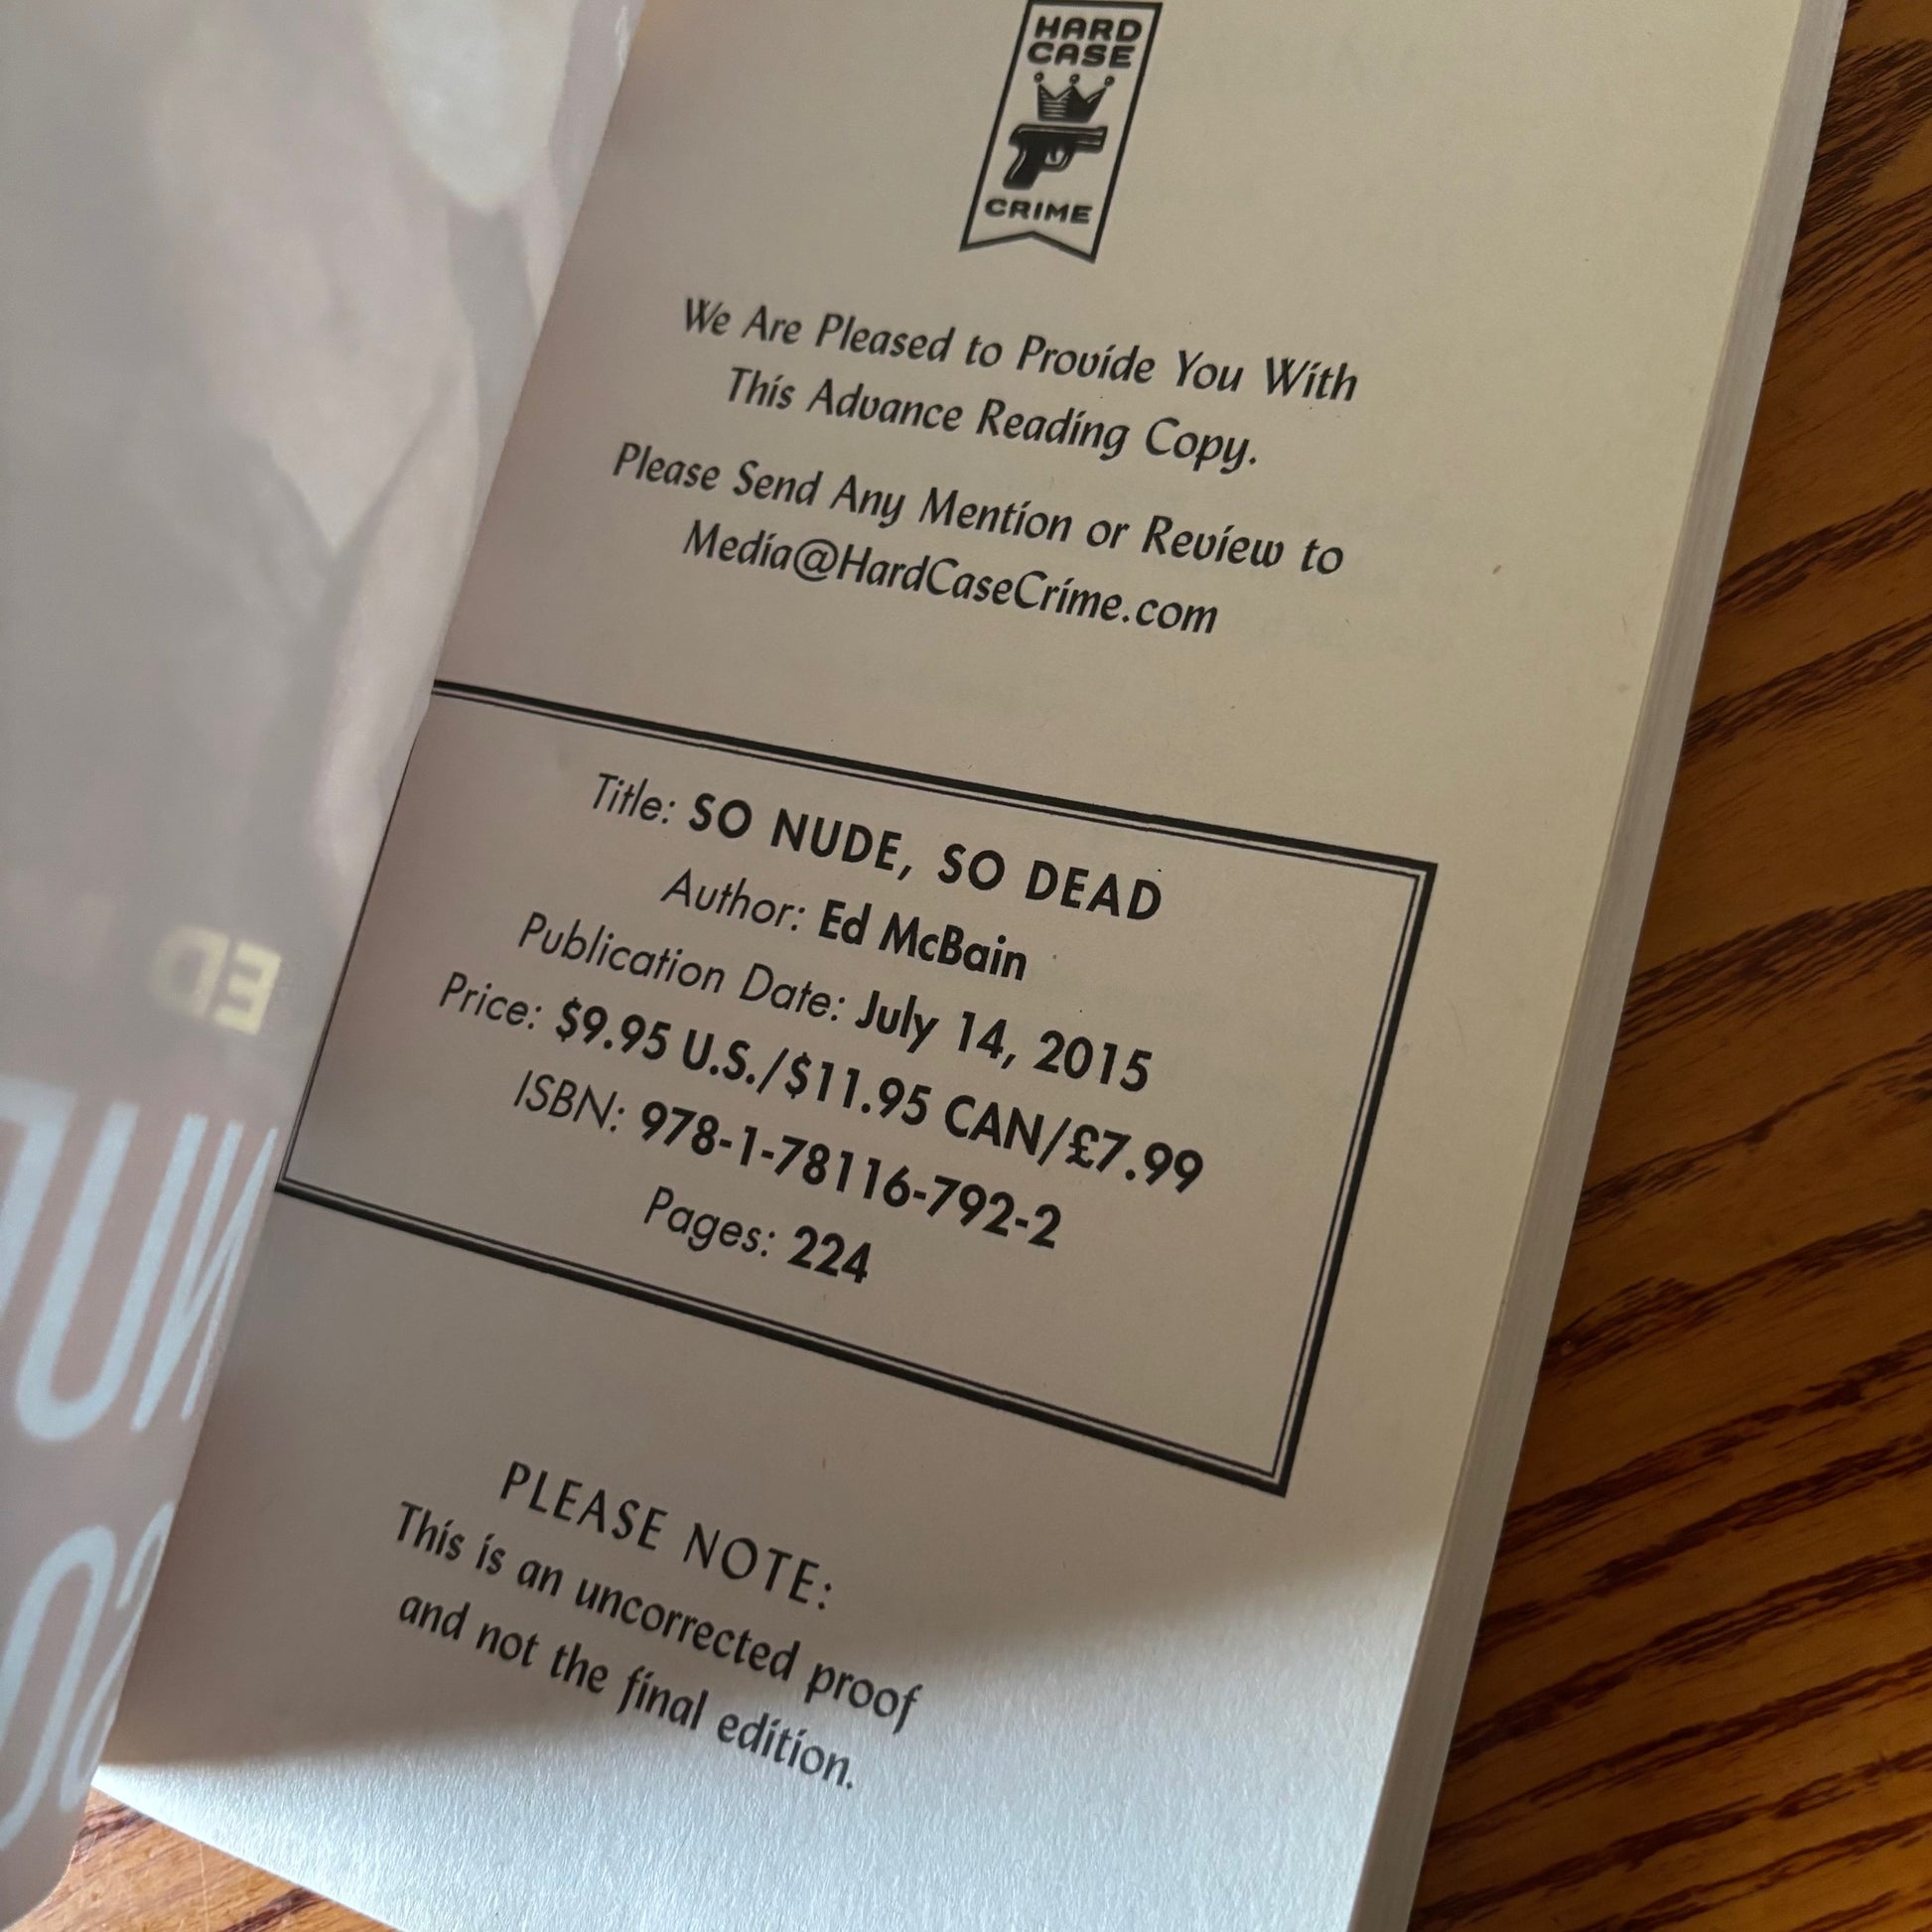 HARD
CASE
CRIME
We Are Pleased to Provide You With
This Advance Reading Copy.
Please Send Any Mention or Review to
Media@HardCaseCrime.com
Title: SO NUDE, SO DEAD
Author: Ed McBain
Publication Date: July 14, 2015
Price: $9.95 U.S./$11.95 CAN/£7.99
ISBN: 978-1-78116-792-2
Pages: 224
PLEASE NOTE:
This is an uncorrected proof
and not the final edition.
ED
NU
SO